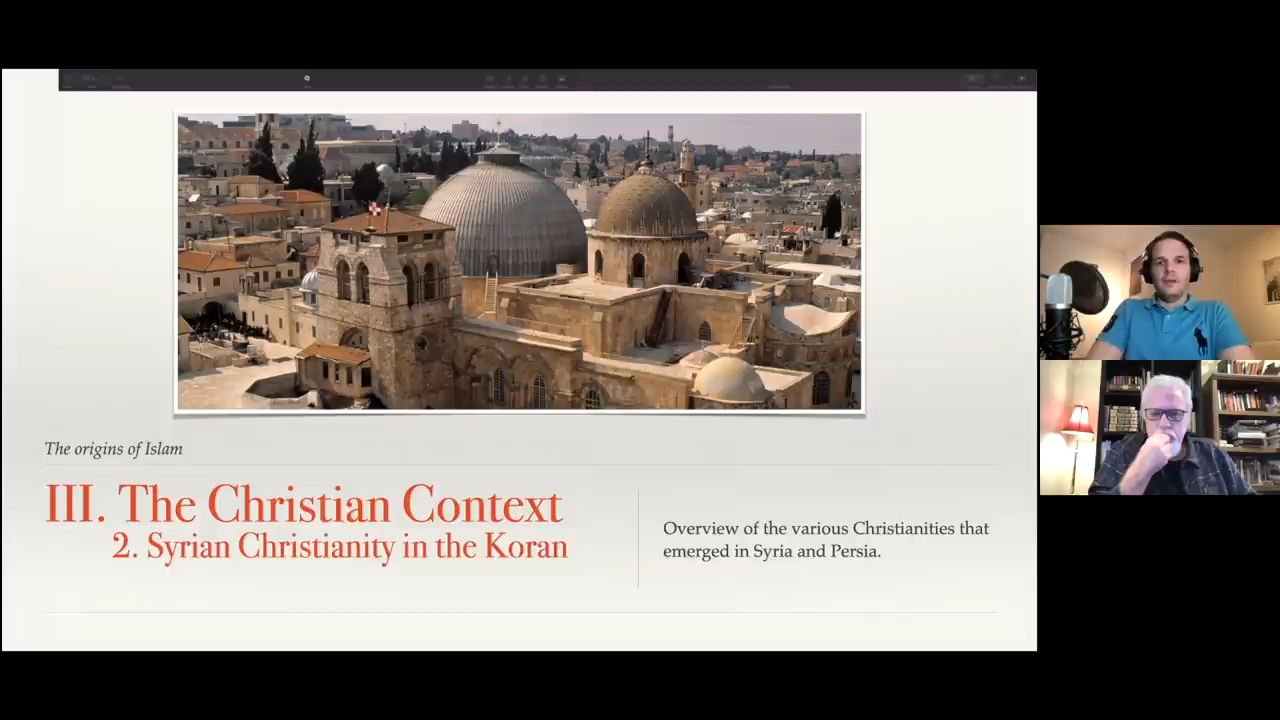 The origins of Islam
III. The Christian Context
2. Syrian Christianity in the Koran
Overview of the various Christianities that
emerged in Syria and Persia.